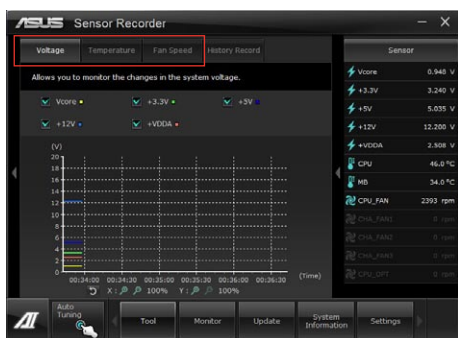 ASUS Sensor Recorder
Voltage Temperature Fan Speed History Record
Allows you to monitor the changes in the system voltage.
Vcore +3.3V +5V
+12V +VDDA
(V)
20
18
16
14
12
10
8
6
4
2
0
00:34:00 00:34:30 00:35:00 00:35:30 00:36:00 00:36:30 (Time)
X: 100% Y: 100%
Sensor
Vcore 0.948 V
+3.3V 3.240 V
+5V 5.035 V
+12V 12.200 V
+VDDA 2.508 V
CPU 46.0 °C
MB 34.0 °C
CPU_FAN 2393 rpm
CHA_FAN1 0 rpm
CHA_FAN2 0 rpm
CHA_FAN3 0 rpm
CPU_OPT 0 rpm
Auto Tuning
Tool Monitor Update System Information Settings